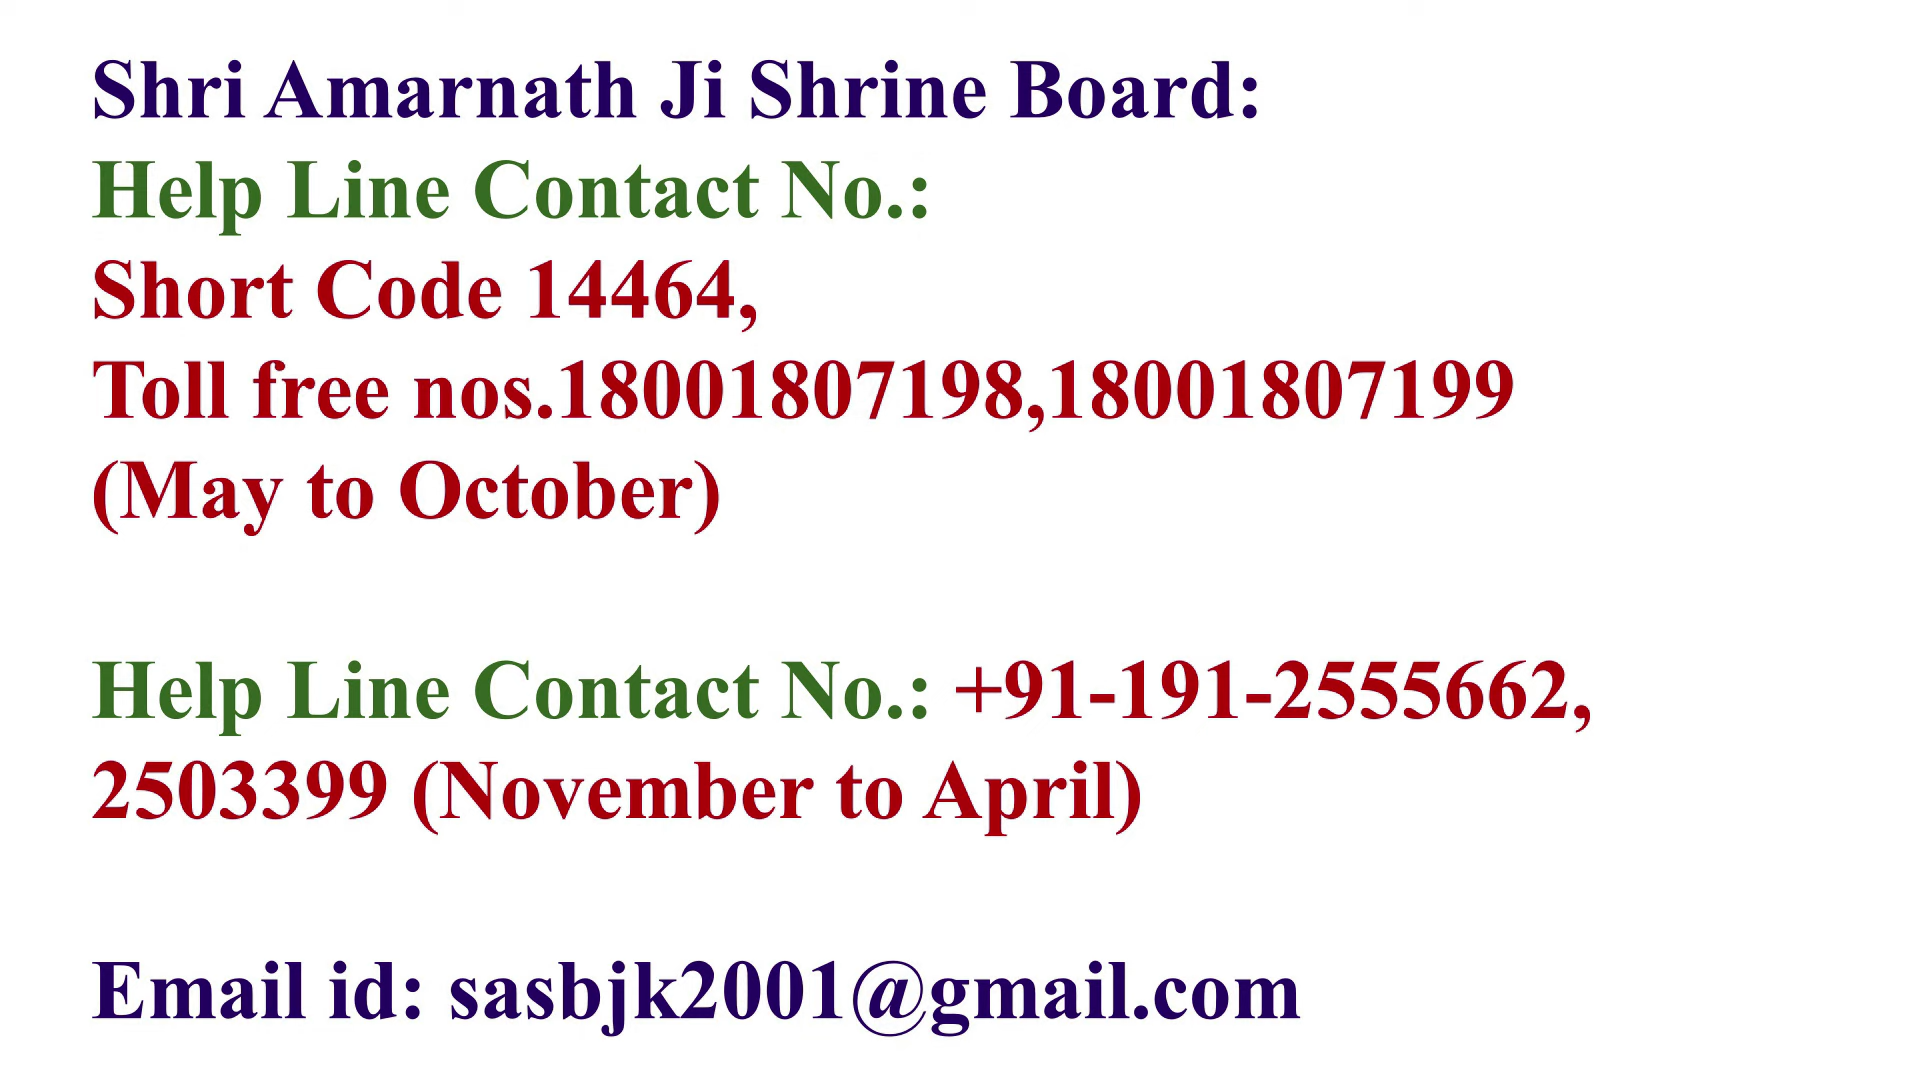 Shri Amarnath Ji Shrine Board:
Help Line Contact No.:
Short Code 14464,
Toll free nos.18001807198,18001807199
(May to October)
Help Line Contact No.: +91-191-2555662,
2503399 (November to April)
Email id: sasbjk2001@gmail.com